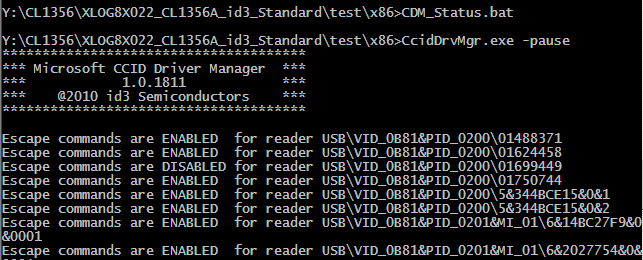 Y:\CL1356\XLOG8X022_CL1356A_id3_Standard\test\x86>CDM_Status.bat
Y:\CL1356\XLOG8X022_CL1356A_id3_Standard\test\x86>CcidDrvMgr.exe -pause
**************************************
*** Microsoft CCID Driver Manager  ***
***         1.0.1811               ***
***    @2010 id3 Semiconductors    ***
**************************************
Escape commands are ENABLED  for reader USB\VID_0B81&PID_0200\01488371
Escape commands are ENABLED  for reader USB\VID_0B81&PID_0200\01624458
Escape commands are DISABLED for reader USB\VID_0B81&PID_0200\01699449
Escape commands are ENABLED  for reader USB\VID_0B81&PID_0200\01750744
Escape commands are ENABLED  for reader USB\VID_0B81&PID_0200\5&344BCE15&0&1
Escape commands are ENABLED  for reader USB\VID_0B81&PID_0200\5&344BCE15&0&2
Escape commands are ENABLED  for reader USB\VID_0B81&PID_0201&MI_01\6&14BC27F9&0
&0001
Escape commands are ENABLED  for reader USB\VID_0B81&PID_0201&MI_01\6&2027754&0&